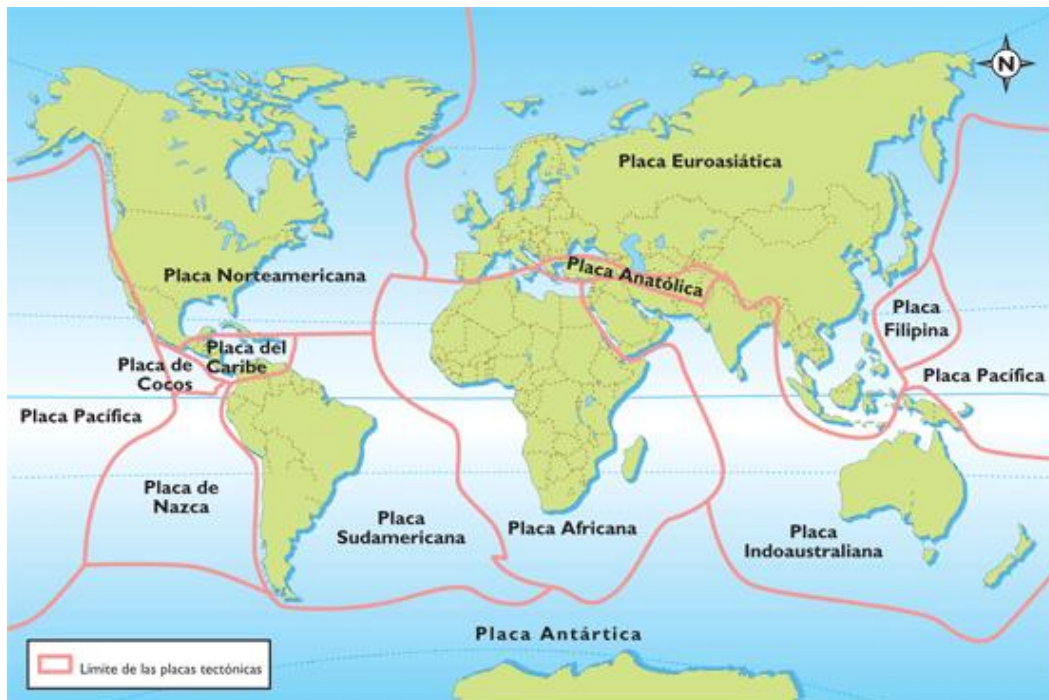 N
Placa Euroasiática
Placa Norteamericana
Placa Anatólica
Placa
Filipina
Placa del
Caribe
Placa de
Cocos
Placa Pacífica
Placa Pacífica
Placa de
Nazca
Placa
Sudamericana
Placa Africana
Placa
Indoaustraliana
Placa Antártica
Límite de las placas tectónicas